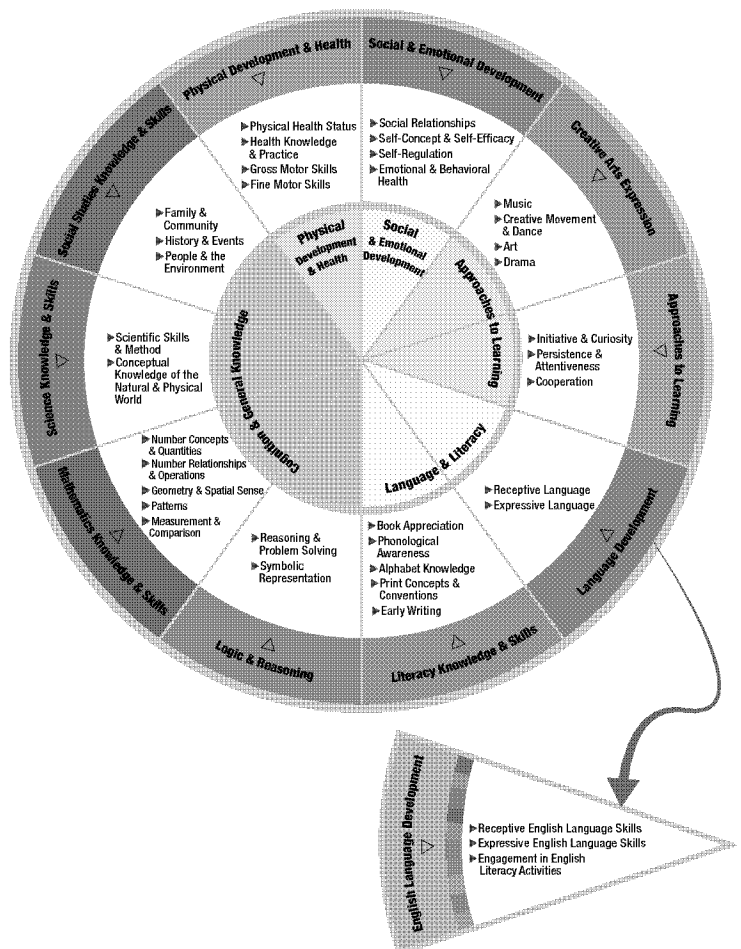 Physical Development & Health
▶Physical Health Status
▶Health Knowledge
& Practice
▶Gross Motor Skills
▶Fine Motor Skills
Social & Emotional Development
▶Social Relationships
▶Self-Concept & Self-Efficacy
▶Self-Regulation
▶Emotional & Behavioral
Health
Creative Arts Expression
▶Music
▶Creative Movement
& Dance
▶Art
▶Drama
Approaches to Learning
▶Initiative & Curiosity
▶Persistence &
Attentiveness
▶Cooperation
Language Development
▶Receptive Language
▶Expressive Language
Literacy Knowledge & Skills
▶Book Appreciation
▶Phonological
Awareness
▶Alphabet Knowledge
▶Print Concepts &
Conventions
▶Early Writing
Logic & Reasoning
▶Reasoning &
Problem Solving
▶Symbolic
Representation
Mathematics Knowledge & Skills
▶Number Concepts
& Quantities
▶Number Relationships
& Operations
▶Geometry & Spatial Sense
▶Patterns
▶Measurement &
Comparison
Science Knowledge & Skills
▶Scientific Skills
& Method
▶Conceptual
Knowledge of the
Natural & Physical
World
Social Studies Knowledge & Skills
▶Family &
Community
▶History & Events
▶People & the
Environment
Physical
Development
& Health
Social
& Emotional
Development
Approaches to Learning
Language & Literacy
Cognition & General Knowledge
English Language Development
▶Receptive English Language Skills
▶Expressive English Language Skills
▶Engagement in English
Literacy Activities